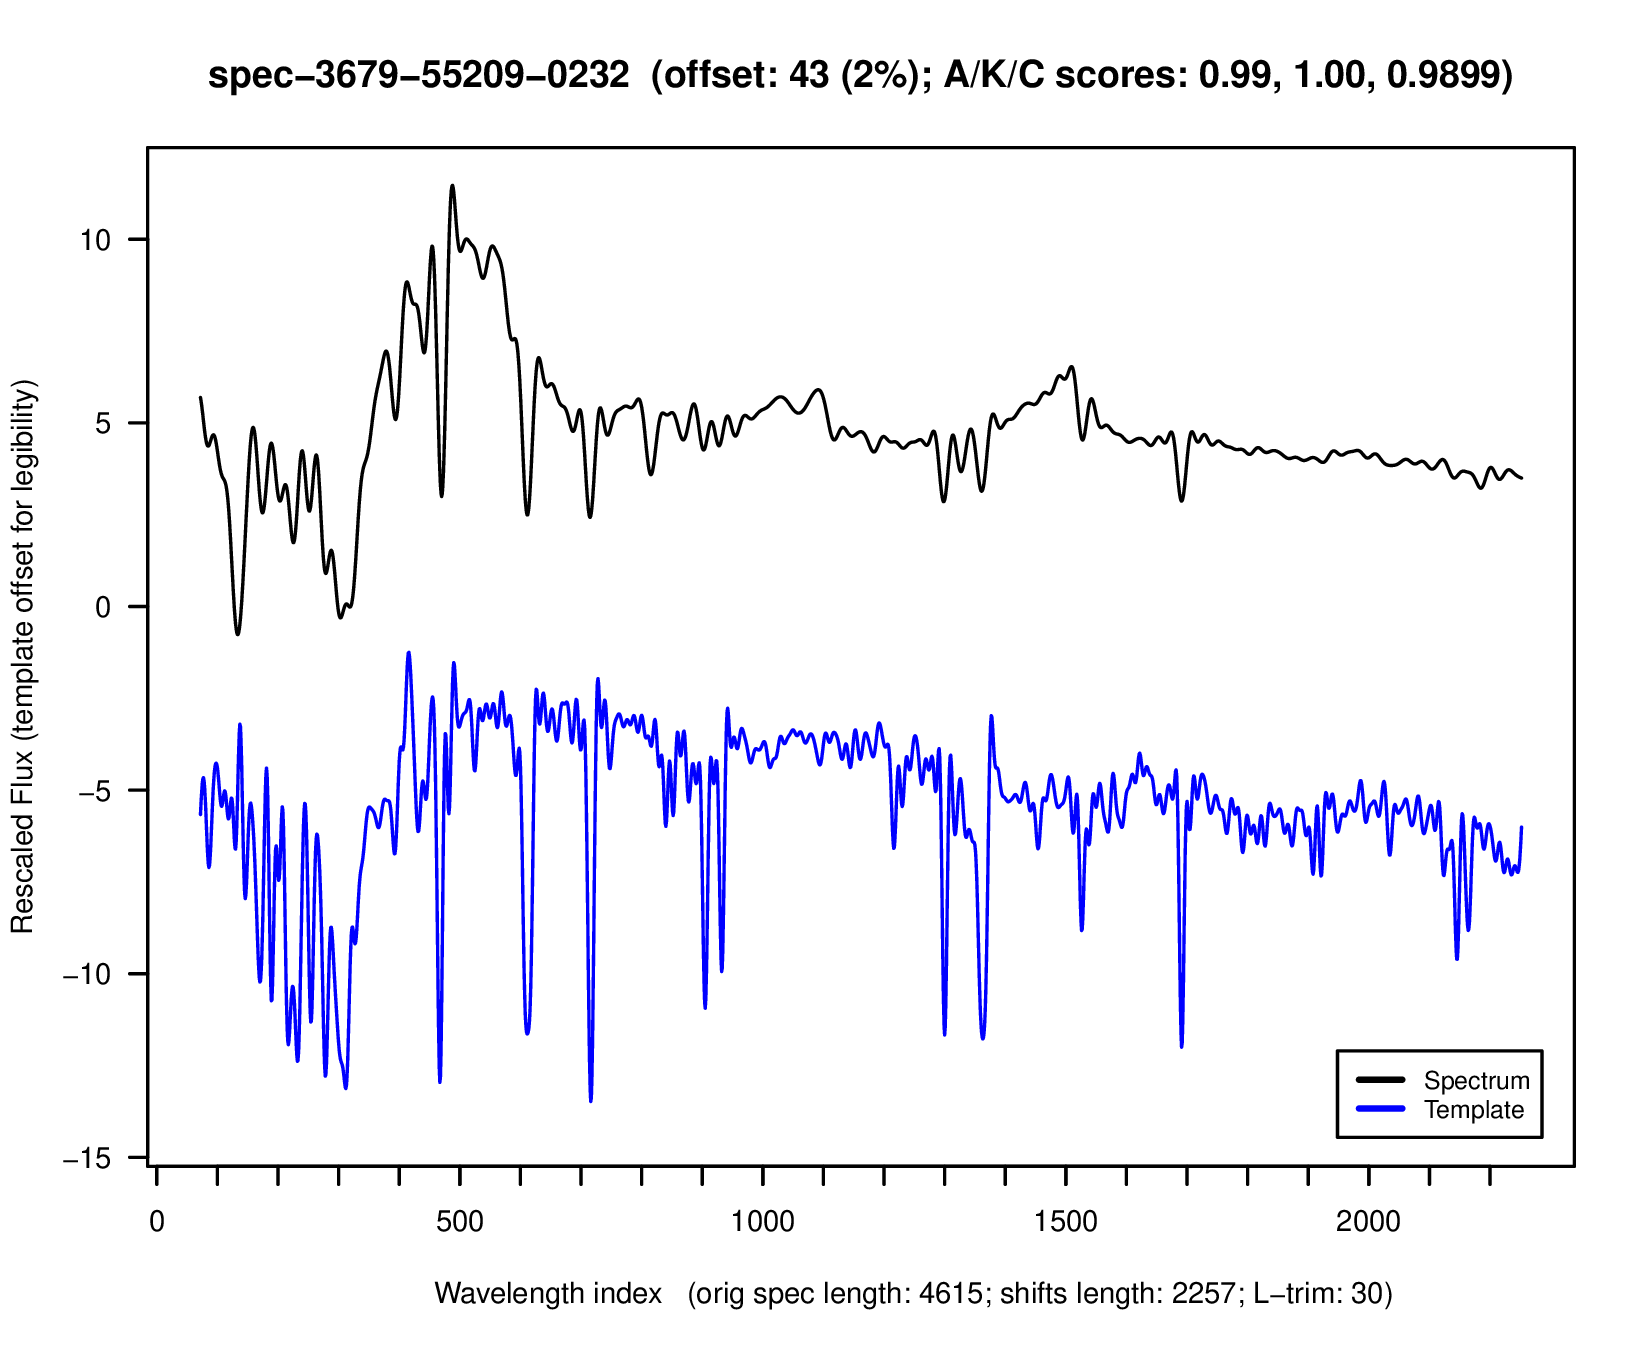 spec−3679−55209−0232 (offset: 43 (2%); A/K/C scores: 0.99, 1.00, 0.9899)
Rescaled Flux (template offset for legibility)
10
5
0
−5
−10
−15
Spectrum
Template
0 500 1000 1500 2000
Wavelength index (orig spec length: 4615; shifts length: 2257; L−trim: 30)